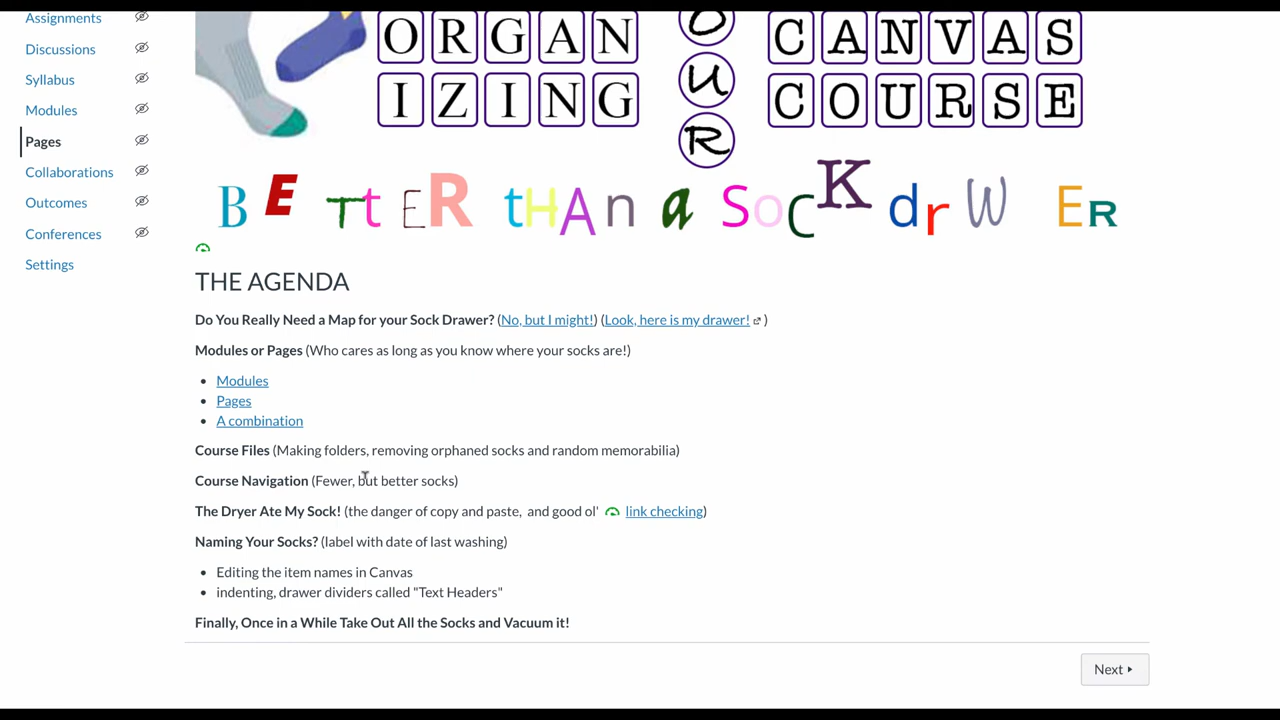 Assignments
Discussions
Syllabus
Modules
Pages
Collaborations
Outcomes
Conferences
Settings
ORGAN
IZING
OUR
CANVAS
COURSE
BETtER tHAn a SoCK drWER
THE AGENDA
Do You Really Need a Map for your Sock Drawer? (No, but I might!) (Look, here is my drawer! )
Modules or Pages (Who cares as long as you know where your socks are!)
• Modules
• Pages
• A combination
Course Files (Making folders, removing orphaned socks and random memorabilia)
Course Navigation (Fewer, but better socks)
The Dryer Ate My Sock! (the danger of copy and paste, and good ol' link checking)
Naming Your Socks? (label with date of last washing)
• Editing the item names in Canvas
• indenting, drawer dividers called "Text Headers"
Finally, Once in a While Take Out All the Socks and Vacuum it!
Next